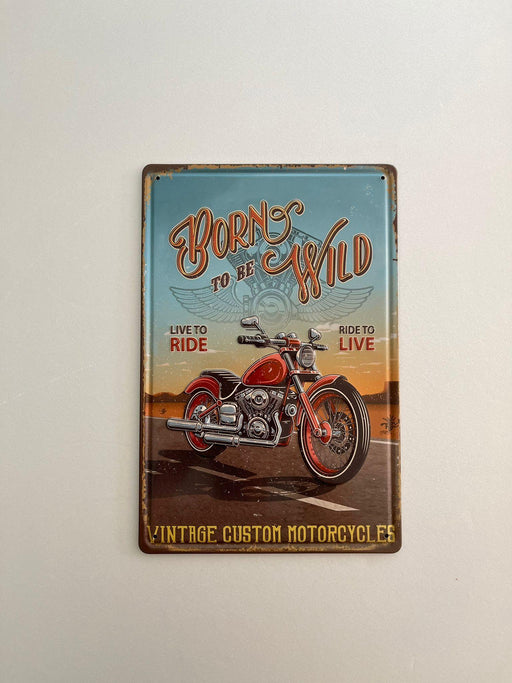 BORN
TO BE WILD
LIVE TO
RIDE
RIDE TO
LIVE
VINTAGE CUSTOM MOTORCYCLES